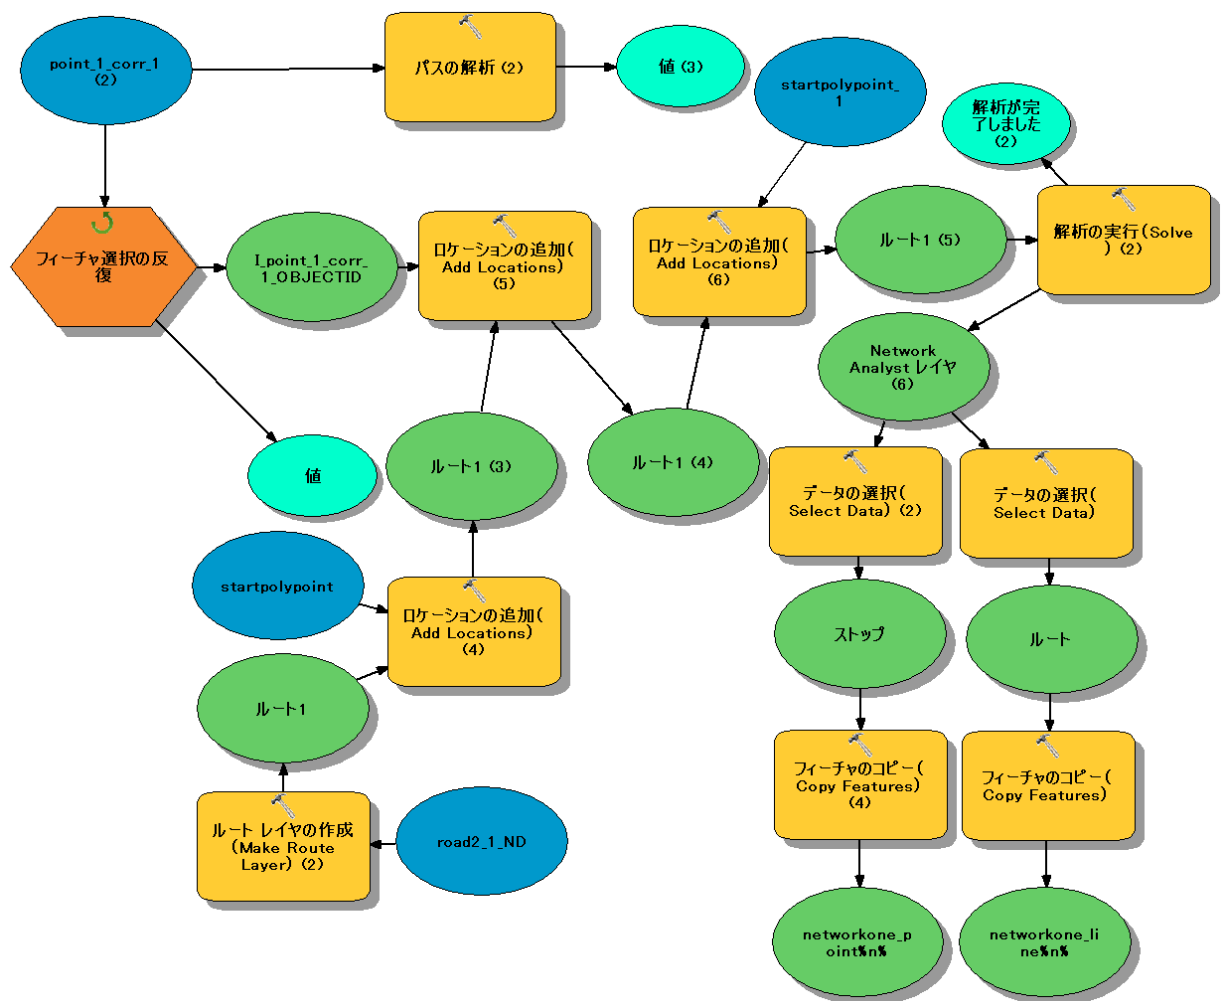 point_1_corr_1
(2)
パスの解析 (2)
値 (3)
startpolypoint_
1
解析が完
了しました
(2)
フィーチャ選択の反
復
I_point_1_corr_
1_OBJECTID
ロケーションの追加(
Add Locations)
(5)
ロケーションの追加(
Add Locations)
(6)
ルート1 (5)
解析の実行(Solve
) (2)
Network
Analyst レイヤ
(6)
値
ルート1 (3)
ルート1 (4)
データの選択(
Select Data) (2)
データの選択(
Select Data)
startpolypoint
ロケーションの追加(
Add Locations)
(4)
ストップ
ルート
ルート1
フィーチャのコピー(
Copy Features)
(4)
フィーチャのコピー(
Copy Features)
ルート レイヤの作成
(Make Route
Layer) (2)
road2_1_ND
networkone_p
oint%n%
networkone_li
ne%n%